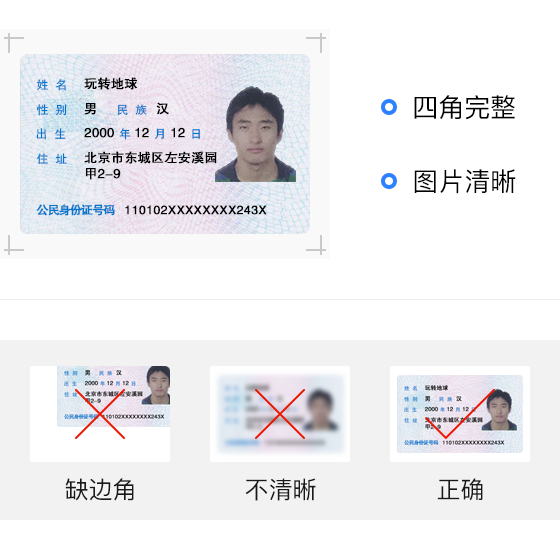 姓 名 玩转地球
性 别 男 民 族 汉
出 生 2000 年 12 月 12 日
住 址 北京市东城区左安溪园
甲2-9
公民身份证号码 110102XXXXXXXX243X
四角完整
图片清晰
性 别 男 民 族 汉
出 生 2000 年 12 月 12 日
住 址 北京市东城区左安溪园
甲2-9
公民身份证号码 110102XXXXXXXX243X
缺边角
不清晰
姓 名 玩转地球
性 别 男 民 族 汉
出 生 2000 年 12 月 12 日
住 址 北京市东城区左安溪园
甲2-9
公民身份证号码 110102XXXXXXXX243X
正确